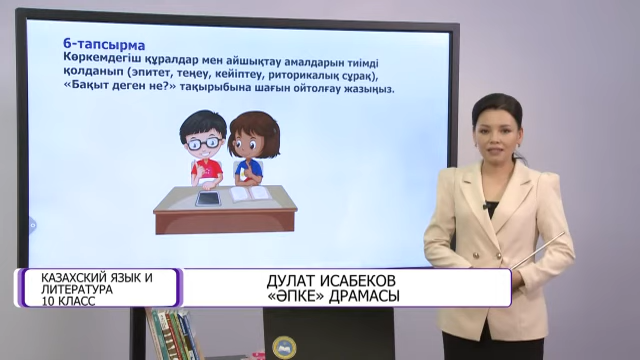 6-тапсырма
Көркемдегіш құралдар мен айшықтау амалдарын тиімді
қолданып (эпитет, теңеу, кейіптеу, риторикалық сұрақ),
«Бақыт деген не?» тақырыбына шағын ойтолғау жазыңыз.
КАЗАХСКИЙ ЯЗЫК И
ЛИТЕРАТУРА
10 КЛАСС
ДУЛАТ ИСАБЕКОВ
«ӘПКЕ» ДРАМАСЫ